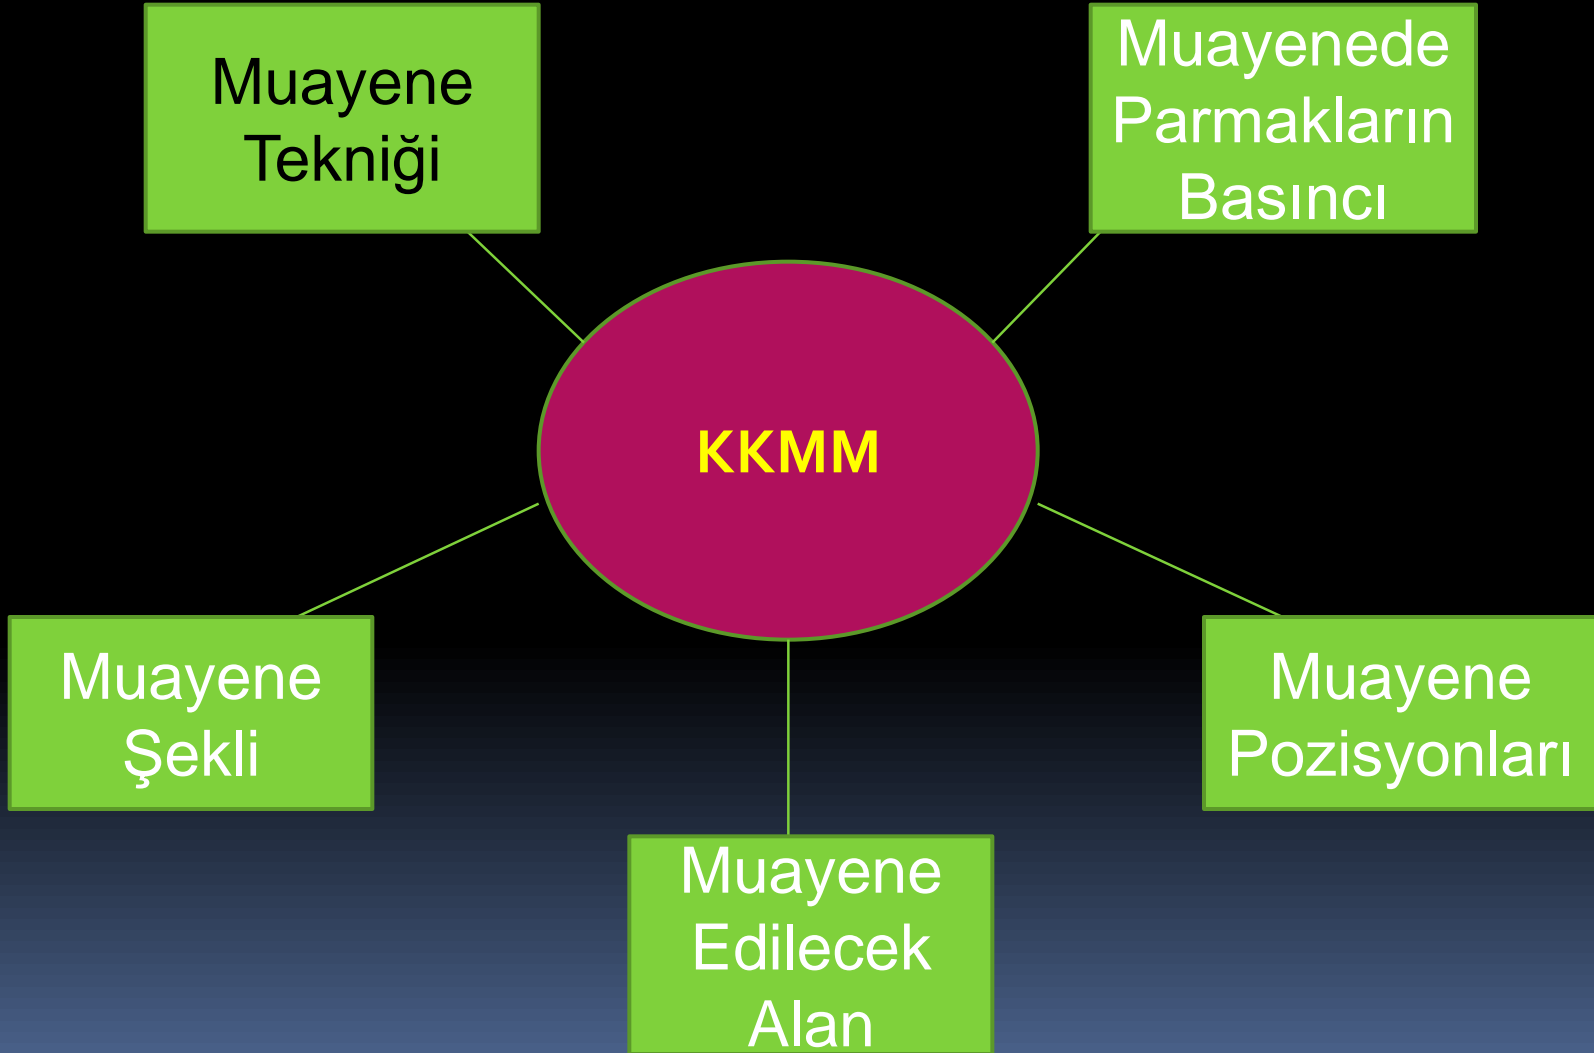 Muayene
Tekniği
Muayenede
Parmakların
Basıncı
KKMM
Muayene
Şekli
Muayene
Pozisyonları
Muayene
Edilecek
Alan